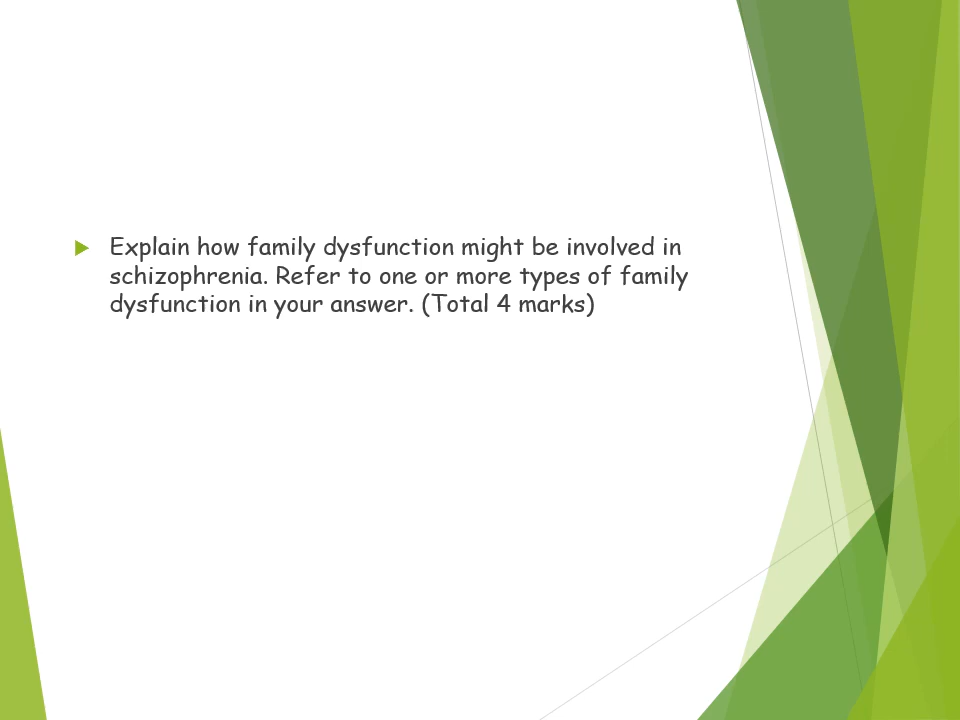 Explain how family dysfunction might be involved in
schizophrenia. Refer to one or more types of family
dysfunction in your answer. (Total 4 marks)